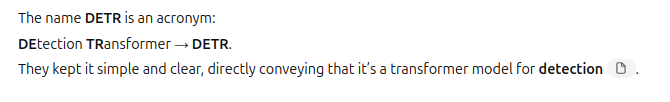 The name DETR is an acronym:
DEtection TRansformer → DETR.
They kept it simple and clear, directly conveying that it’s a transformer model for detection .